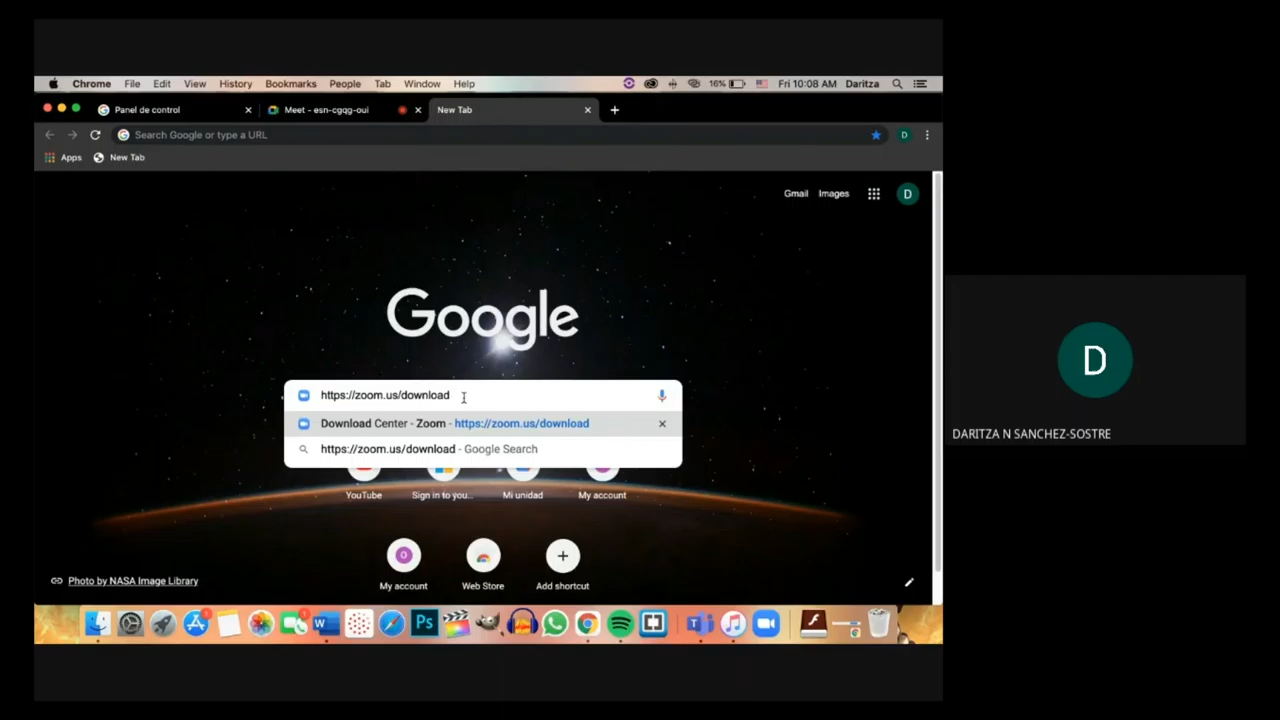 Chrome File Edit View History Bookmarks People Tab Window Help 16% Fri 10:08 AM Daritza
Panel de control Meet - esn-cgqg-oui New Tab
Search Google or type a URL D
Apps New Tab
Gmail Images D
Google
https://zoom.us/download
Download Center - Zoom - https://zoom.us/download
https://zoom.us/download - Google Search
YouTube Sign in to you... Mi unidad My account
O
My account Web Store Add shortcut
Photo by NASA Image Library
W Ps T
D
DARITZA N SANCHEZ-SOSTRE